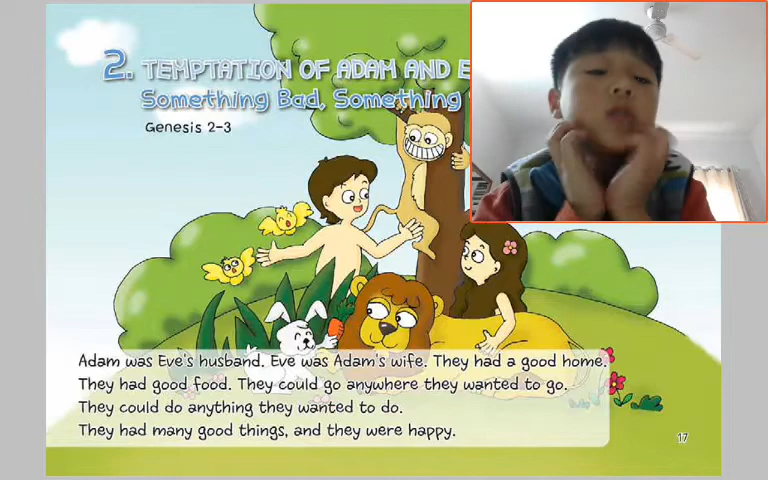 2. TEMPTATION OF ADAM AND
Something Bad, Something
Genesis 2-3
Adam was Eve's husband. Eve was Adam's wife. They had a good home.
They had good food. They could go anywhere they wanted to go.
They could do anything they wanted to do.
They had many good things, and they were happy.
17